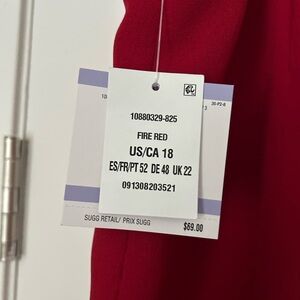 10880329-825
FIRE RED
US/CA 18
ES/FR/PT 52 DE 48 UK 22
091308203521
SUGG RETAIL/ PRIX SUGG
$69.00